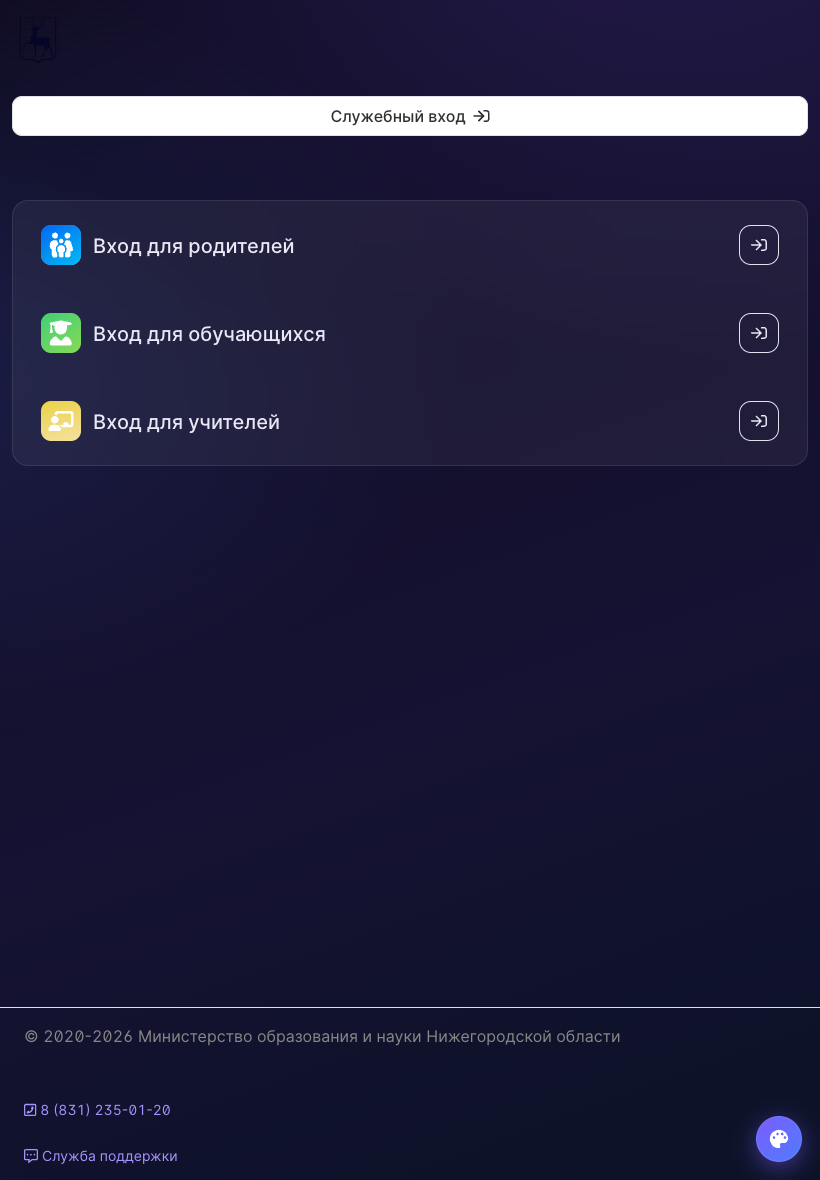 Служебный вход
Вход для родителей
Вход для обучающихся
Вход для учителей
© 2020-2026 Министерство образования и науки Нижегородской области
8 (831) 235-01-20
Служба поддержки